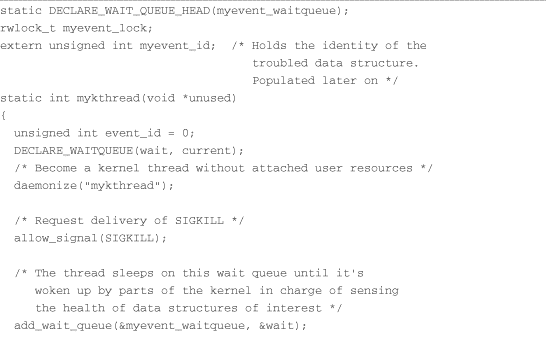 static DECLARE_WAIT_QUEUE_HEAD(myevent_waitqueue);
rwlock_t myevent_lock;
extern unsigned int myevent_id;  /* Holds the identity of the
                                    troubled data structure.
                                    Populated later on */
static int mykthread(void *unused)
{
  unsigned int event_id = 0;
  DECLARE_WAITQUEUE(wait, current);
  /* Become a kernel thread without attached user resources */
  daemonize("mykthread");

  /* Request delivery of SIGKILL */
  allow_signal(SIGKILL);

  /* The thread sleeps on this wait queue until it's
     woken up by parts of the kernel in charge of sensing
     the health of data structures of interest */
  add_wait_queue(&myevent_waitqueue, &wait);